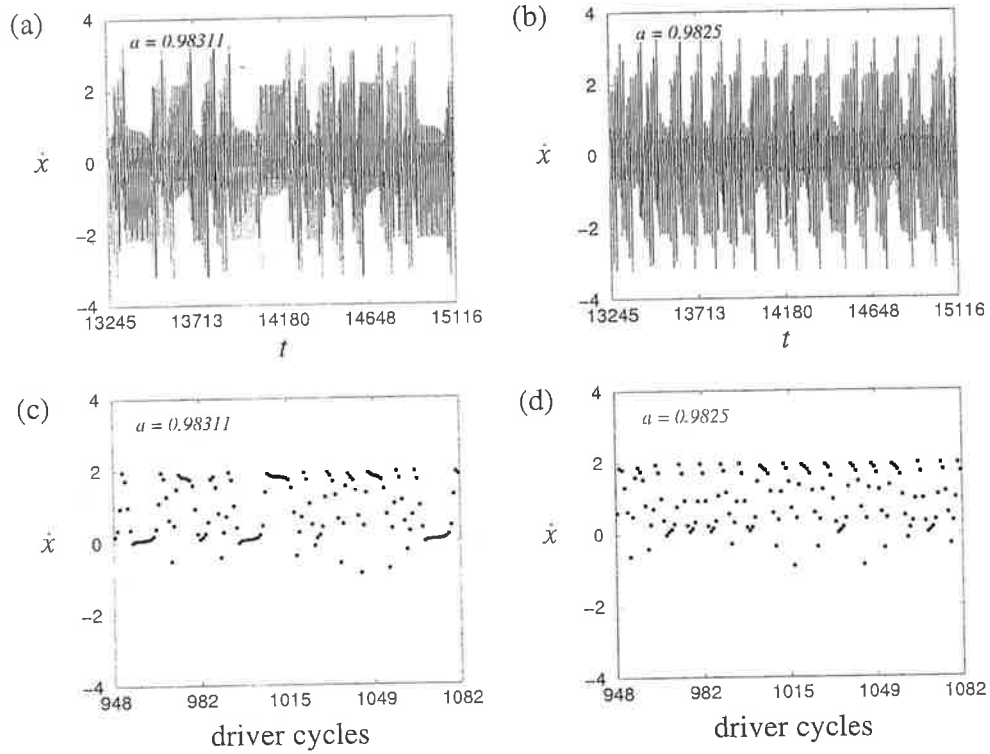 (a)
a = 0.98311
4
2
0
−2
−4
ẋ
13245 13713 14180 14648 15116
t
(b)
a = 0.9825
4
2
0
−2
−4
ẋ
13245 13713 14180 14648 15116
t
(c)
a = 0.98311
4
2
0
−2
−4
ẋ
948 982 1015 1049 1082
driver cycles
(d)
a = 0.9825
4
2
0
−2
−4
ẋ
948 982 1015 1049 1082
driver cycles